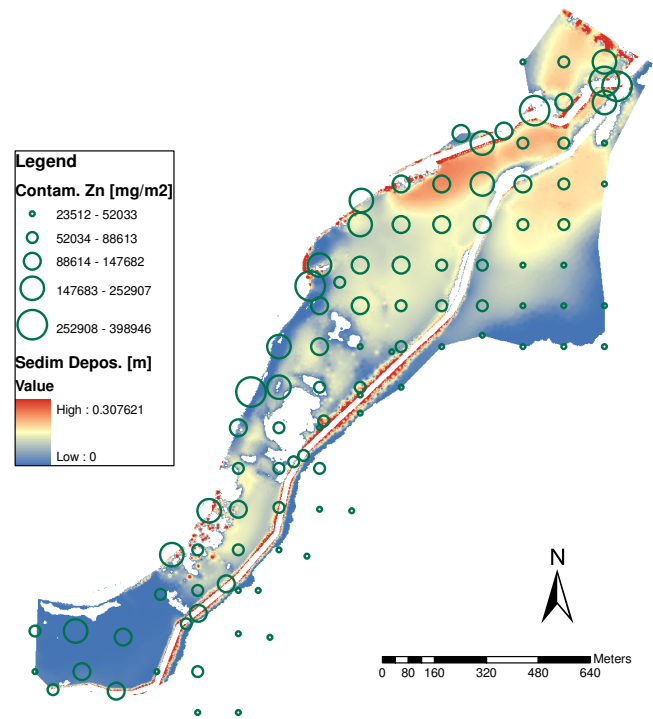 Legend
Contam. Zn [mg/m2]
23512 - 52033
52034 - 88613
88614 - 147682
147683 - 252907
252908 - 398946
Sedim Depos. [m]
Value
High : 0.307621
Low : 0
N
Meters
0 80 160 320 480 640